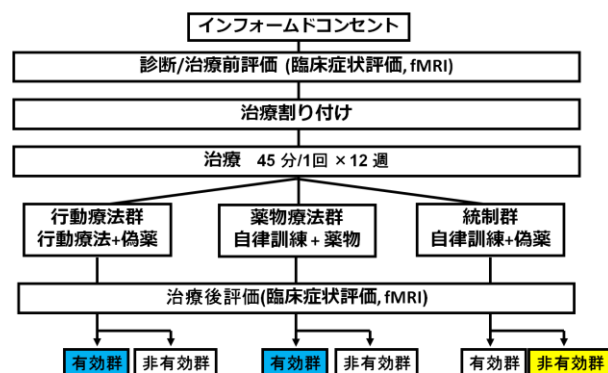 インフォームドコンセント
診断/治療前評価 (臨床症状評価, fMRI)
治療割り付け
治療 45 分/1回 × 12 週
行動療法群
行動療法+偽薬
薬物療法群
自律訓練 + 薬物
統制群
自律訓練+偽薬
治療後評価(臨床症状評価, fMRI)
有効群
非有効群
有効群
非有効群
有効群
非有効群